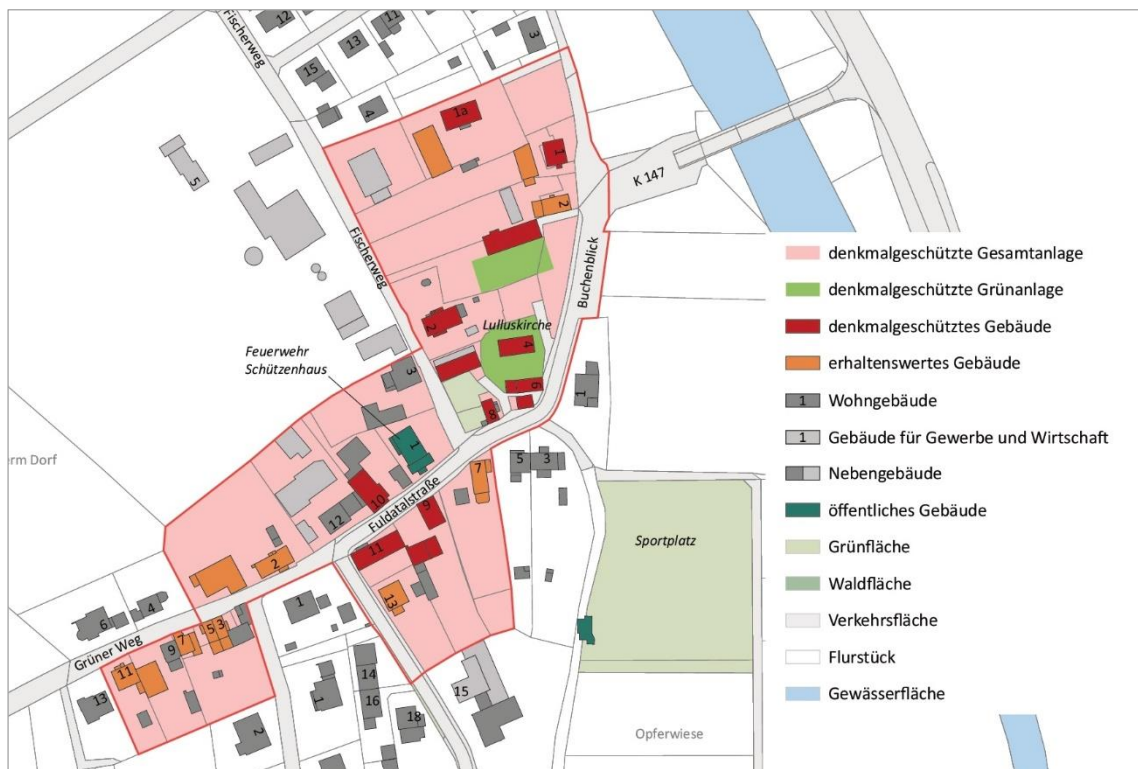 Fischerweg
12
11
3
13
15
4
1a
1
5
2
K 147
Fischerweg
Buchenblick
2
Lulluskirche
4
6
8
1
Feuerwehr
Schützenhaus
3
1
erm Dorf
10
12
Fuldatalstraße
7
5
3
9
11
13
2
Sportplatz
4
6
1
Grüner Weg
3
5
7
9
11
13
2
1
14
16
18
15
Opferwiese
denkmalgeschützte Gesamtanlage
denkmalgeschützte Grünanlage
denkmalgeschütztes Gebäude
erhaltenswertes Gebäude
1 Wohngebäude
1 Gebäude für Gewerbe und Wirtschaft
Nebengebäude
öffentliches Gebäude
Grünfläche
Waldfläche
Verkehrsfläche
Flurstück
Gewässerfläche